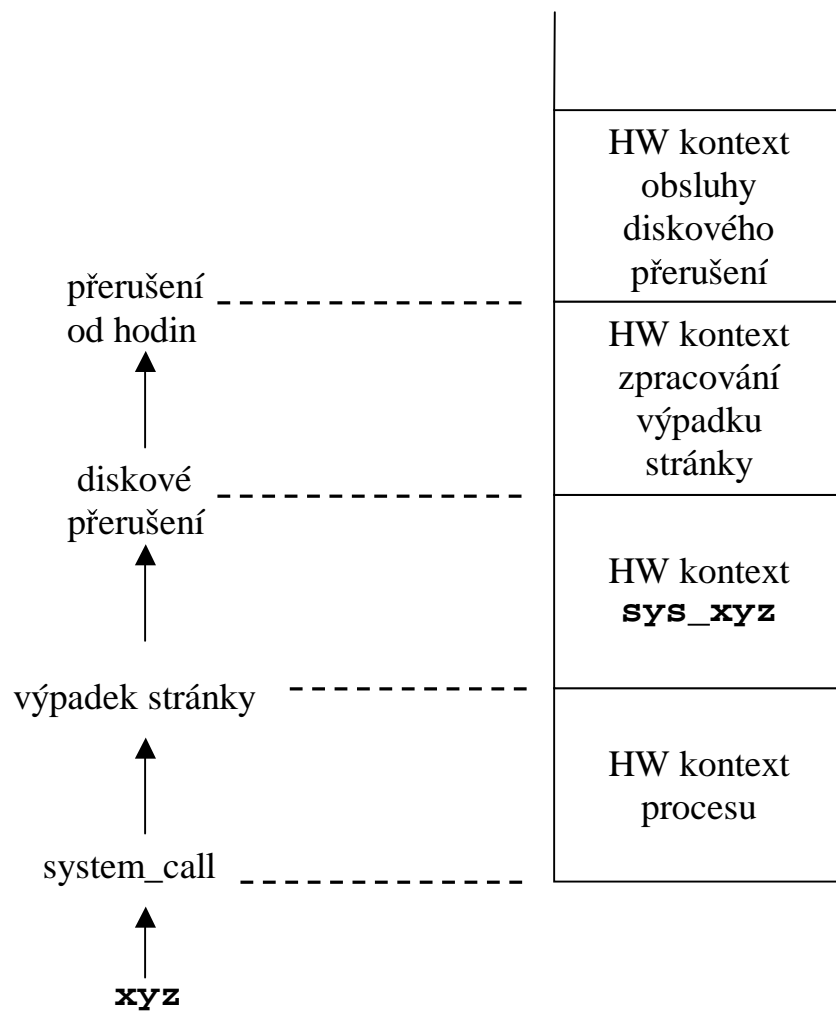 HW kontext
obsluhy
diskového
přerušení
přerušení
od hodin
HW kontext
zpracování
výpadku
stránky
diskové
přerušení
HW kontext
sys_xyz
výpadek stránky
HW kontext
procesu
system_call
xyz